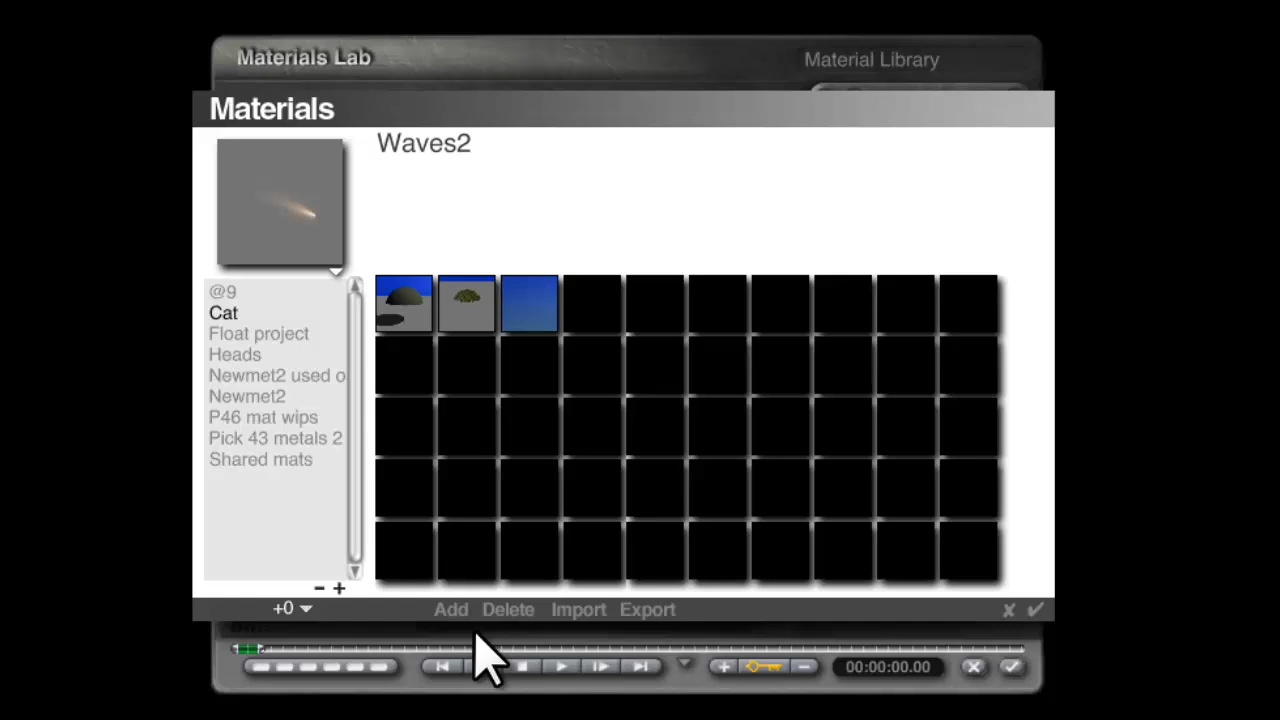 Materials Lab
Material Library
Materials
Waves2
@9
Cat
Float project
Heads
Newmet2 used o
Newmet2
P46 mat wips
Pick 43 metals 2
Shared mats
+0
Add Delete Import Export
00:00:00.00